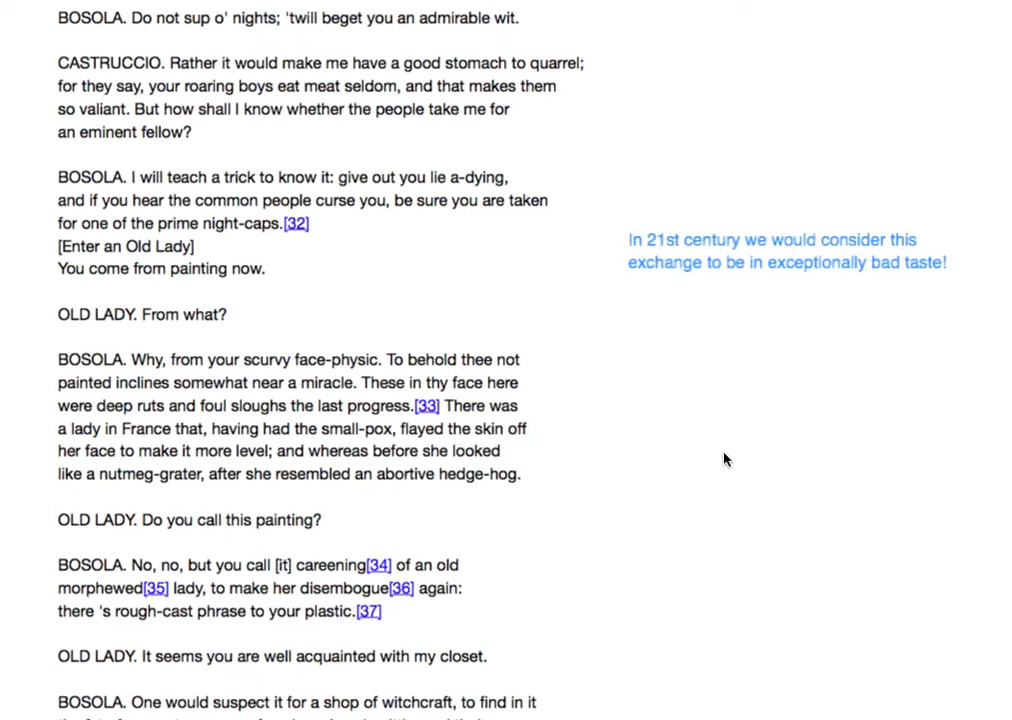 BOSOLA. Do not sup o' nights; 'twill beget you an admirable wit.
CASTRUCCIO. Rather it would make me have a good stomach to quarrel;
for they say, your roaring boys eat meat seldom, and that makes them
so valiant. But how shall I know whether the people take me for
an eminent fellow?
BOSOLA. I will teach a trick to know it: give out you lie a-dying,
and if you hear the common people curse you, be sure you are taken
for one of the prime night-caps.[32]
[Enter an Old Lady]
You come from painting now.
In 21st century we would consider this
exchange to be in exceptionally bad taste!
OLD LADY. From what?
BOSOLA. Why, from your scurvy face-physic. To behold thee not
painted inclines somewhat near a miracle. These in thy face here
were deep ruts and foul sloughs the last progress.[33] There was
a lady in France that, having had the small-pox, flayed the skin off
her face to make it more level; and whereas before she looked
like a nutmeg-grater, after she resembled an abortive hedge-hog.
OLD LADY. Do you call this painting?
BOSOLA. No, no, but you call [it] careening[34] of an old
morphewed[35] lady, to make her disembogue[36] again:
there 's rough-cast phrase to your plastic.[37]
OLD LADY. It seems you are well acquainted with my closet.
BOSOLA. One would suspect it for a shop of witchcraft, to find in it